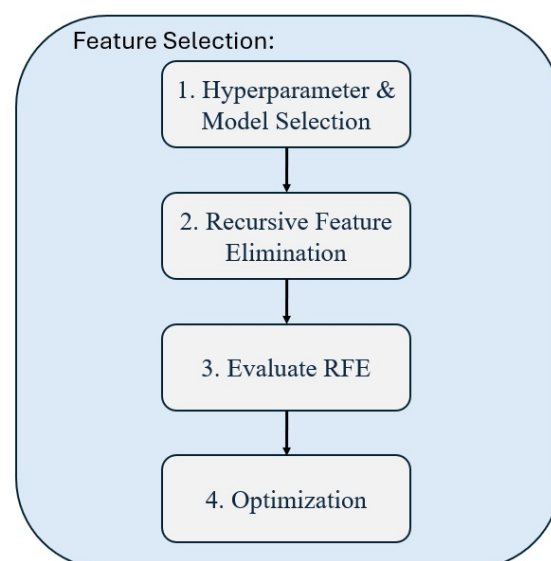 Feature Selection:
1. Hyperparameter &
Model Selection
2. Recursive Feature
Elimination
3. Evaluate RFE
4. Optimization